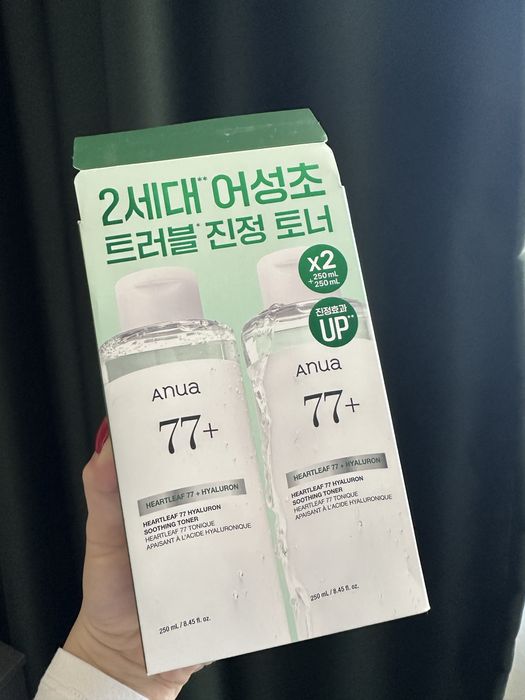 2세대** 어성초
트러블* 진정 토너
x2
+250 mL
250 mL
진정효과
UP**
Anua
77+
HEARTLEAF 77 + HYALURON
HEARTLEAF 77 HYALURON
SOOTHING TONER
HEARTLEAF 77 TONIQUE
APAISANT À L'ACIDE HYALURONIQUE
250 mL / 8.45 fl. oz.
Anua
77+
HEARTLEAF 77 + HYALURON
HEARTLEAF 77 HYALURON
SOOTHING TONER
HEARTLEAF 77 TONIQUE
APAISANT À L'ACIDE HYALURONIQUE
250 mL / 8.45 fl. oz.